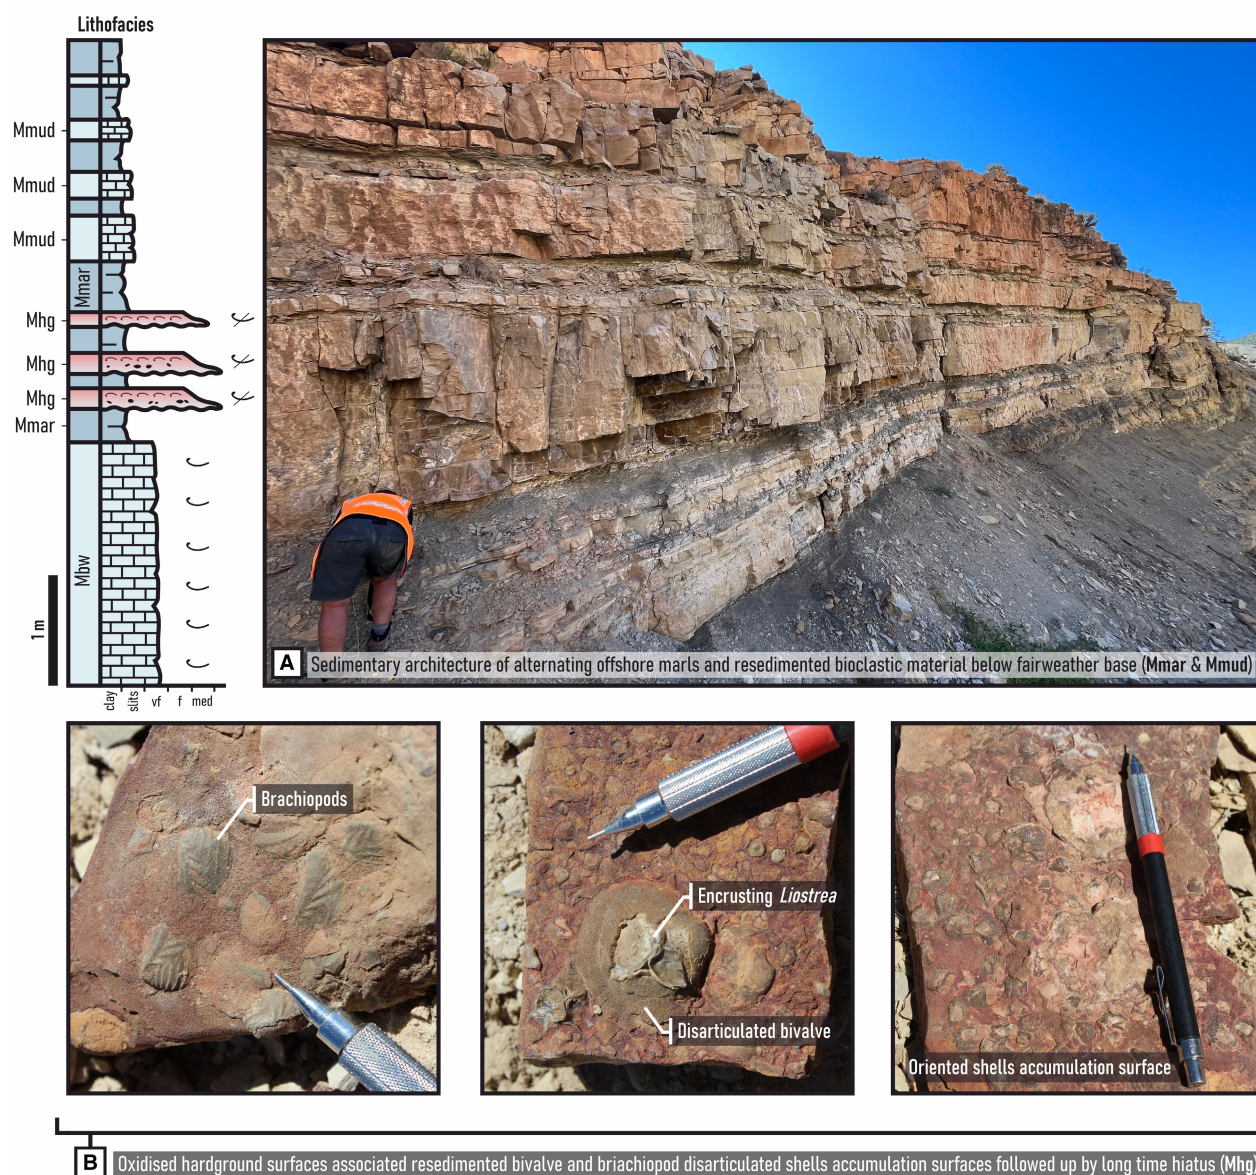 Lithofacies
Mmud
Mmud
Mmud
Mmar
Mhg
Mhg
Mhg
Mmar
Mbw
1 m
clay
slits
vf
f
med
A Sedimentary architecture of alternating offshore marls and resedimented bioclastic material below fairweather base (Mmar & Mmud)
Brachiopods
Encrusting Liostrea
Disarticulated bivalve
Oriented shells accumulation surface
B Oxidised hardground surfaces associated resedimented bivalve and briachiopod disarticulated shells accumulation surfaces followed up by long time hiatus (Mhg)